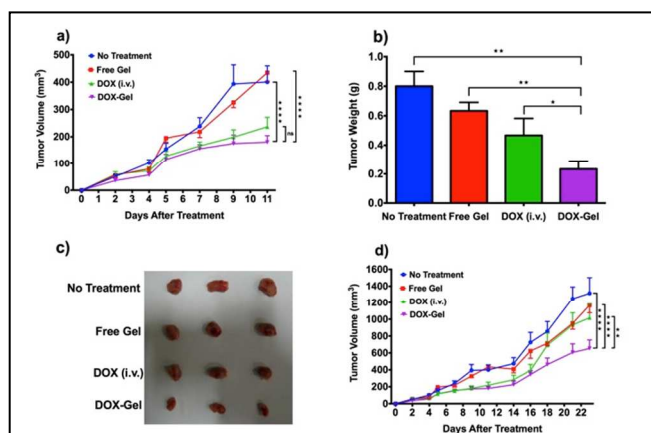 a)
No Treatment
Free Gel
DOX (i.v.)
DOX-Gel
Tumor Volume (mm³)
500
400
300
200
100
0
0 1 2 3 4 5 6 7 8 9 10 11
Days After Treatment
****
****
ns
b)
Tumor Weight (g)
1.0
0.8
0.6
0.4
0.2
0.0
**
**
*
No Treatment Free Gel DOX (i.v.) DOX-Gel
c)
No Treatment
Free Gel
DOX (i.v.)
DOX-Gel
d)
No Treatment
Free Gel
DOX (i.v.)
DOX-Gel
Tumor Volume (mm³)
1600
1400
1200
1000
800
600
400
200
0
0 2 4 6 8 10 12 14 16 18 20 22
Days After Treatment
****
****
**